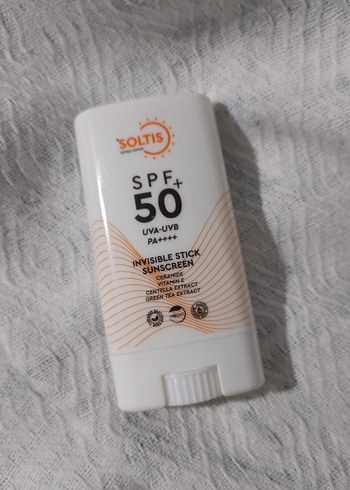 SOLTIS
SPF+
50
UVA-UVB
PA++++
INVISIBLE STICK
SUNSCREEN
CERAMIDE
VITAMIN E
CENTELLA EXTRACT
GREEN TEA EXTRACT